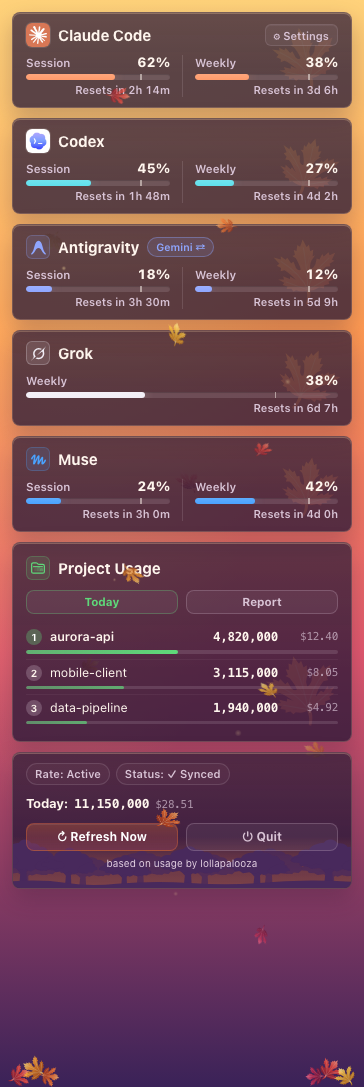 Claude Code
⚙ Settings
Session 62%
Resets in 2h 14m
Weekly 38%
Resets in 3d 6h
Codex
Session 45%
Resets in 1h 48m
Weekly 27%
Resets in 4d 2h
Antigravity
Gemini ⇄
Session 18%
Resets in 3h 30m
Weekly 12%
Resets in 5d 9h
Grok
Weekly 38%
Resets in 6d 7h
Muse
Session 24%
Resets in 3h 0m
Weekly 42%
Resets in 4d 0h
Project Usage
Today
Report
1 aurora-api 4,820,000 $12.40
2 mobile-client 3,115,000 $8.05
3 data-pipeline 1,940,000 $4.92
Rate: Active
Status: ✓ Synced
Today: 11,150,000 $28.51
↻ Refresh Now
⏻ Quit
based on usage by lollapalooza